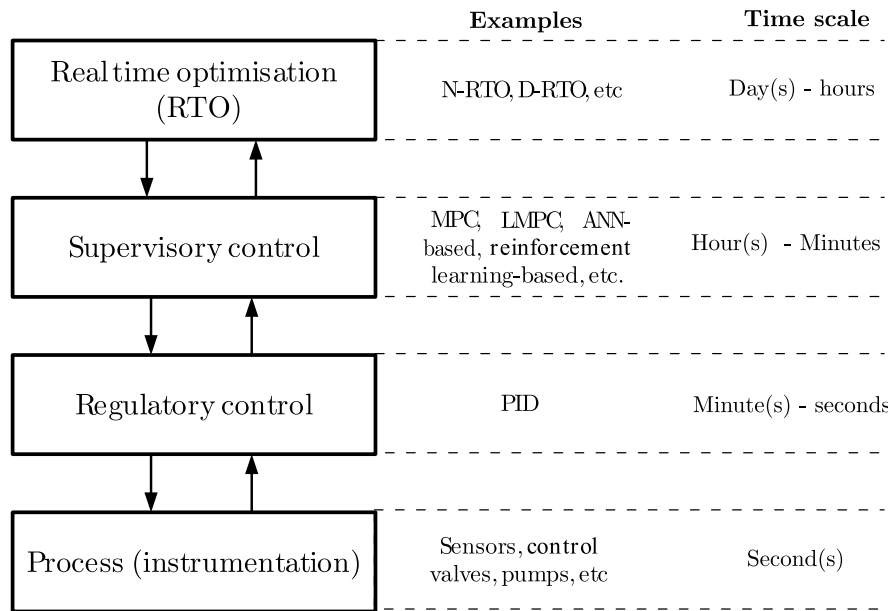 Examples
Time scale
Real time optimisation
(RTO)
N-RTO, D-RTO, etc
Day(s) - hours
Supervisory control
MPC, LMPC, ANN-
based, reinforcement
learning-based, etc.
Hour(s) - Minutes
Regulatory control
PID
Minute(s) - seconds
Process (instrumentation)
Sensors, control
valves, pumps, etc
Second(s)